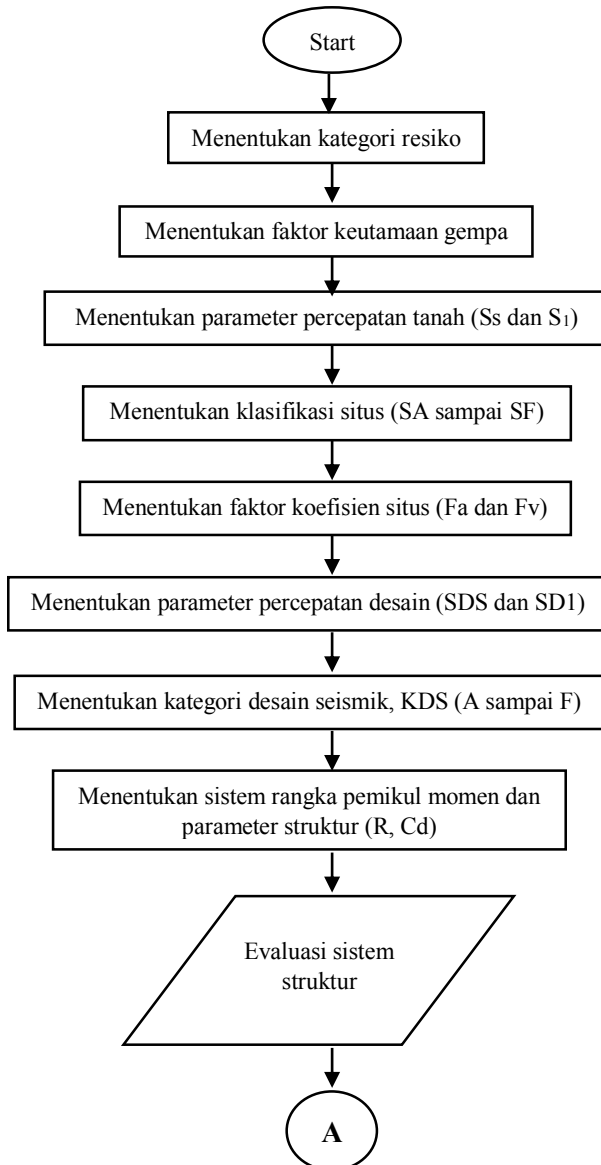 Start
Menentukan kategori resiko
Menentukan faktor keutamaan gempa
Menentukan parameter percepatan tanah (Ss dan S₁)
Menentukan klasifikasi situs (SA sampai SF)
Menentukan faktor koefisien situs (Fa dan Fv)
Menentukan parameter percepatan desain (SDS dan SD1)
Menentukan kategori desain seismik, KDS (A sampai F)
Menentukan sistem rangka pemikul momen dan
parameter struktur (R, Cd)
Evaluasi sistem
struktur
A